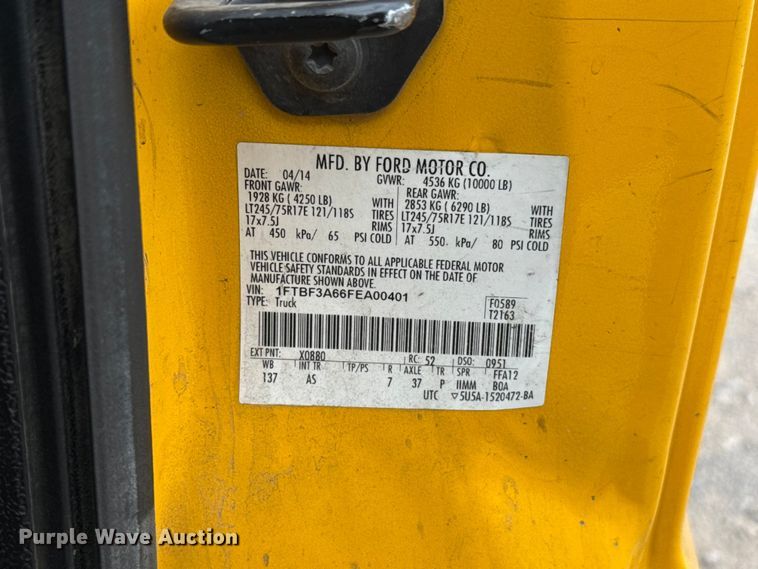 MFD. BY FORD MOTOR CO.
DATE: 04/14 GVWR: 4536 KG (10000 LB)
FRONT GAWR: REAR GAWR:
1928 KG ( 4250 LB) WITH 2853 KG ( 6290 LB) WITH
LT245/75R17E 121/118S TIRES LT245/75R17E 121/118S TIRES
17x7.5J RIMS 17x7.5J RIMS
AT 450 kPa/ 65 PSI COLD AT 550 kPa/ 80 PSI COLD
THIS VEHICLE CONFORMS TO ALL APPLICABLE FEDERAL MOTOR
VEHICLE SAFETY STANDARDS IN EFFECT ON THE DATE OF
MANUFACTURE SHOWN ABOVE.
VIN: 1FTBF3A66FEA00401
TYPE: Truck
F0589
T2163
EXT PNT: X0880 RC: 52 DSO: 0951
WB INT TR TP/PS R AXLE TR SPR FFA12
137 AS 7 37 P IIMM BOA
UTC ▽5U5A-1520472-BA
Purple Wave Auction